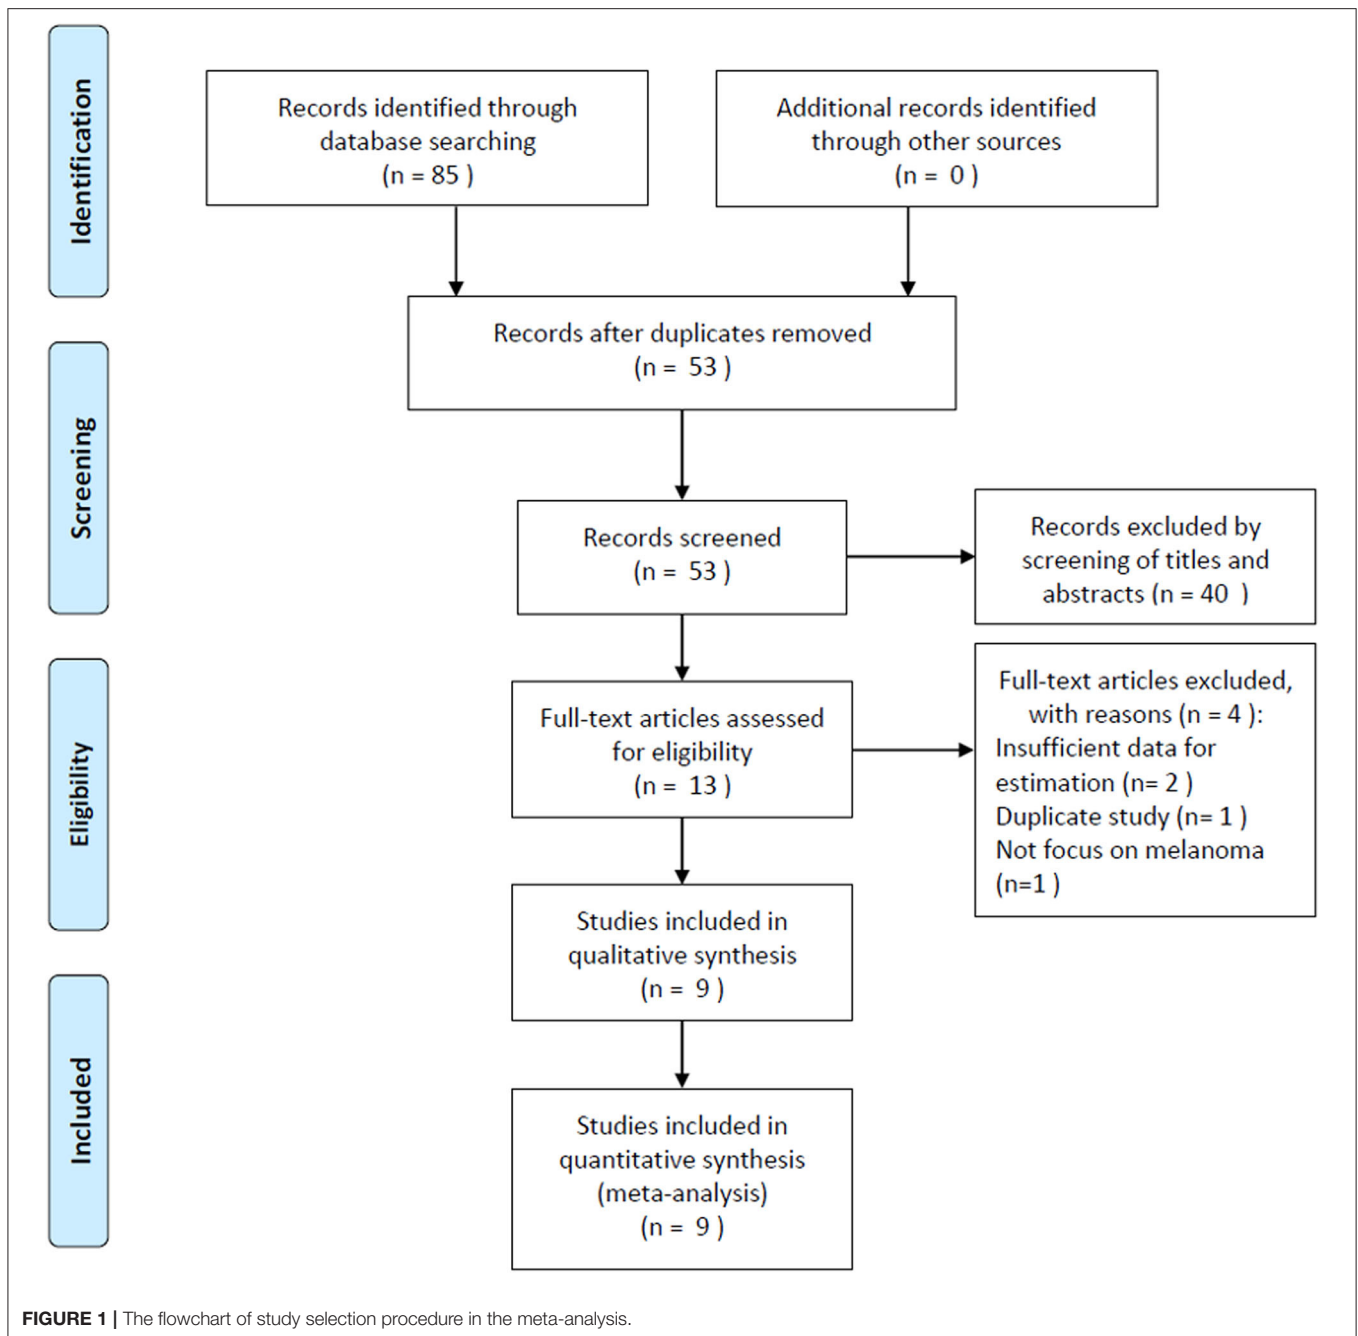 Identification
Records identified through
database searching
(n = 85 )
Additional records identified
through other sources
(n =  0 )
Records after duplicates removed
(n =  53 )
Screening
Records screened
(n =  53 )
Records excluded by
screening of titles and
abstracts (n = 40  )
Eligibility
Full-text articles assessed
for eligibility
(n =  13 )
Full-text articles excluded,
with reasons (n = 4 ):
Insufficient data for
estimation (n= 2 )
Duplicate study (n= 1 )
Not focus on melanoma
(n=1 )
Studies included in
qualitative synthesis
(n =  9 )
Included
Studies included in
quantitative synthesis
(meta-analysis)
(n =  9 )
FIGURE 1 | The flowchart of study selection procedure in the meta-analysis.